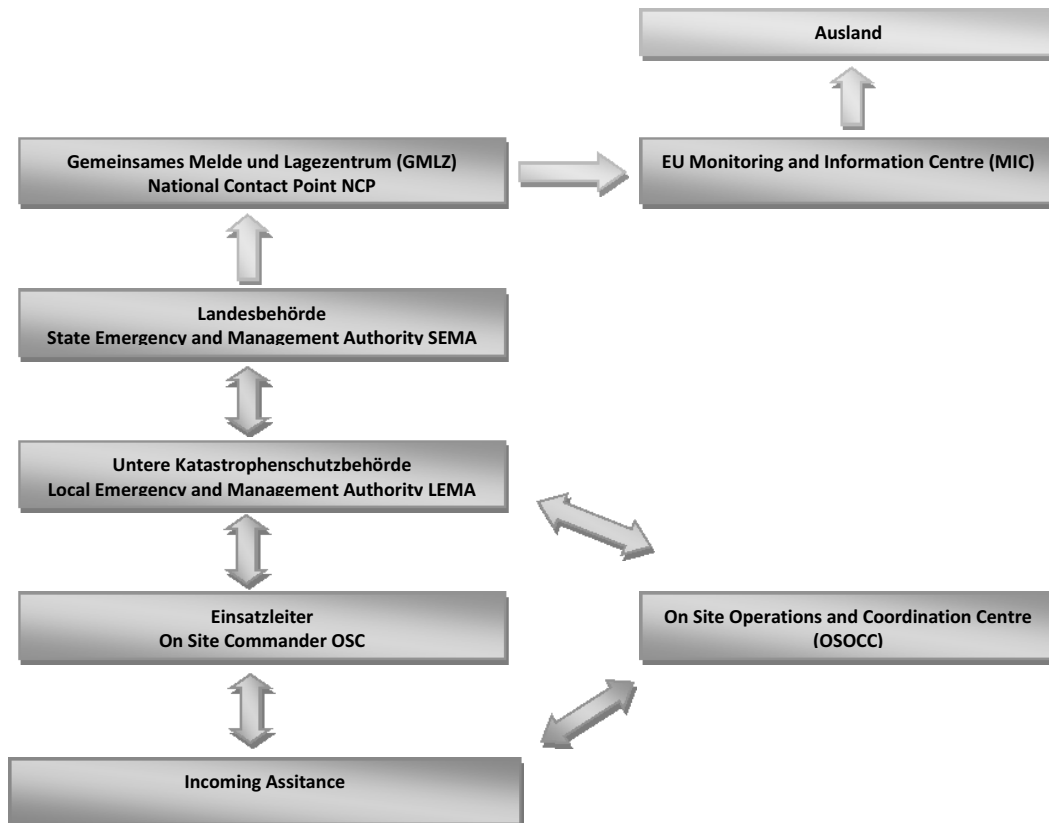 Ausland
Gemeinsames Melde und Lagezentrum (GMLZ)
National Contact Point NCP
EU Monitoring and Information Centre (MIC)
Landesbehörde
State Emergency and Management Authority SEMA
Untere Katastrophenschutzbehörde
Local Emergency and Management Authority LEMA
Einsatzleiter
On Site Commander OSC
On Site Operations and Coordination Centre
(OSOCC)
Incoming Assitance